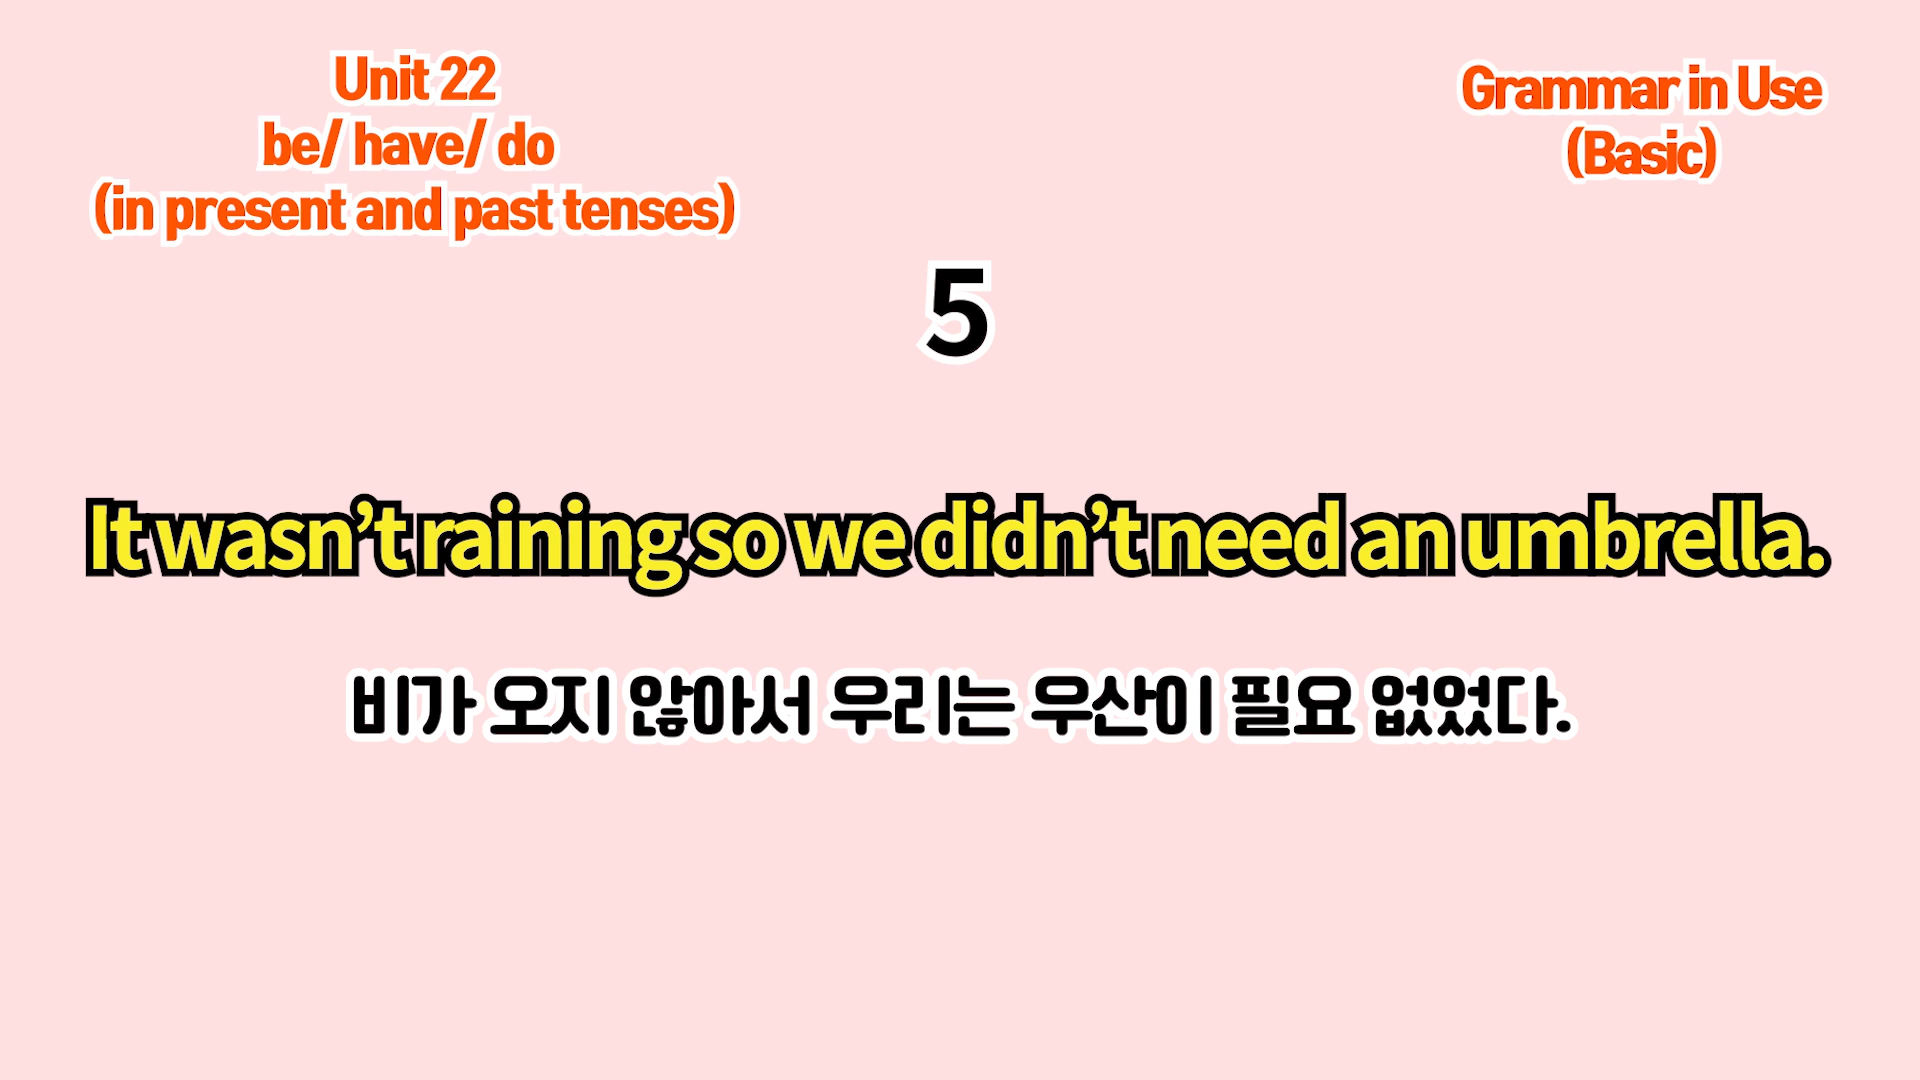 Unit 22
be/ have/ do
(in present and past tenses)
Grammar in Use
(Basic)
5
It wasn’t raining so we didn’t need an umbrella.
비가 오지 않아서 우리는 우산이 필요 없었다.